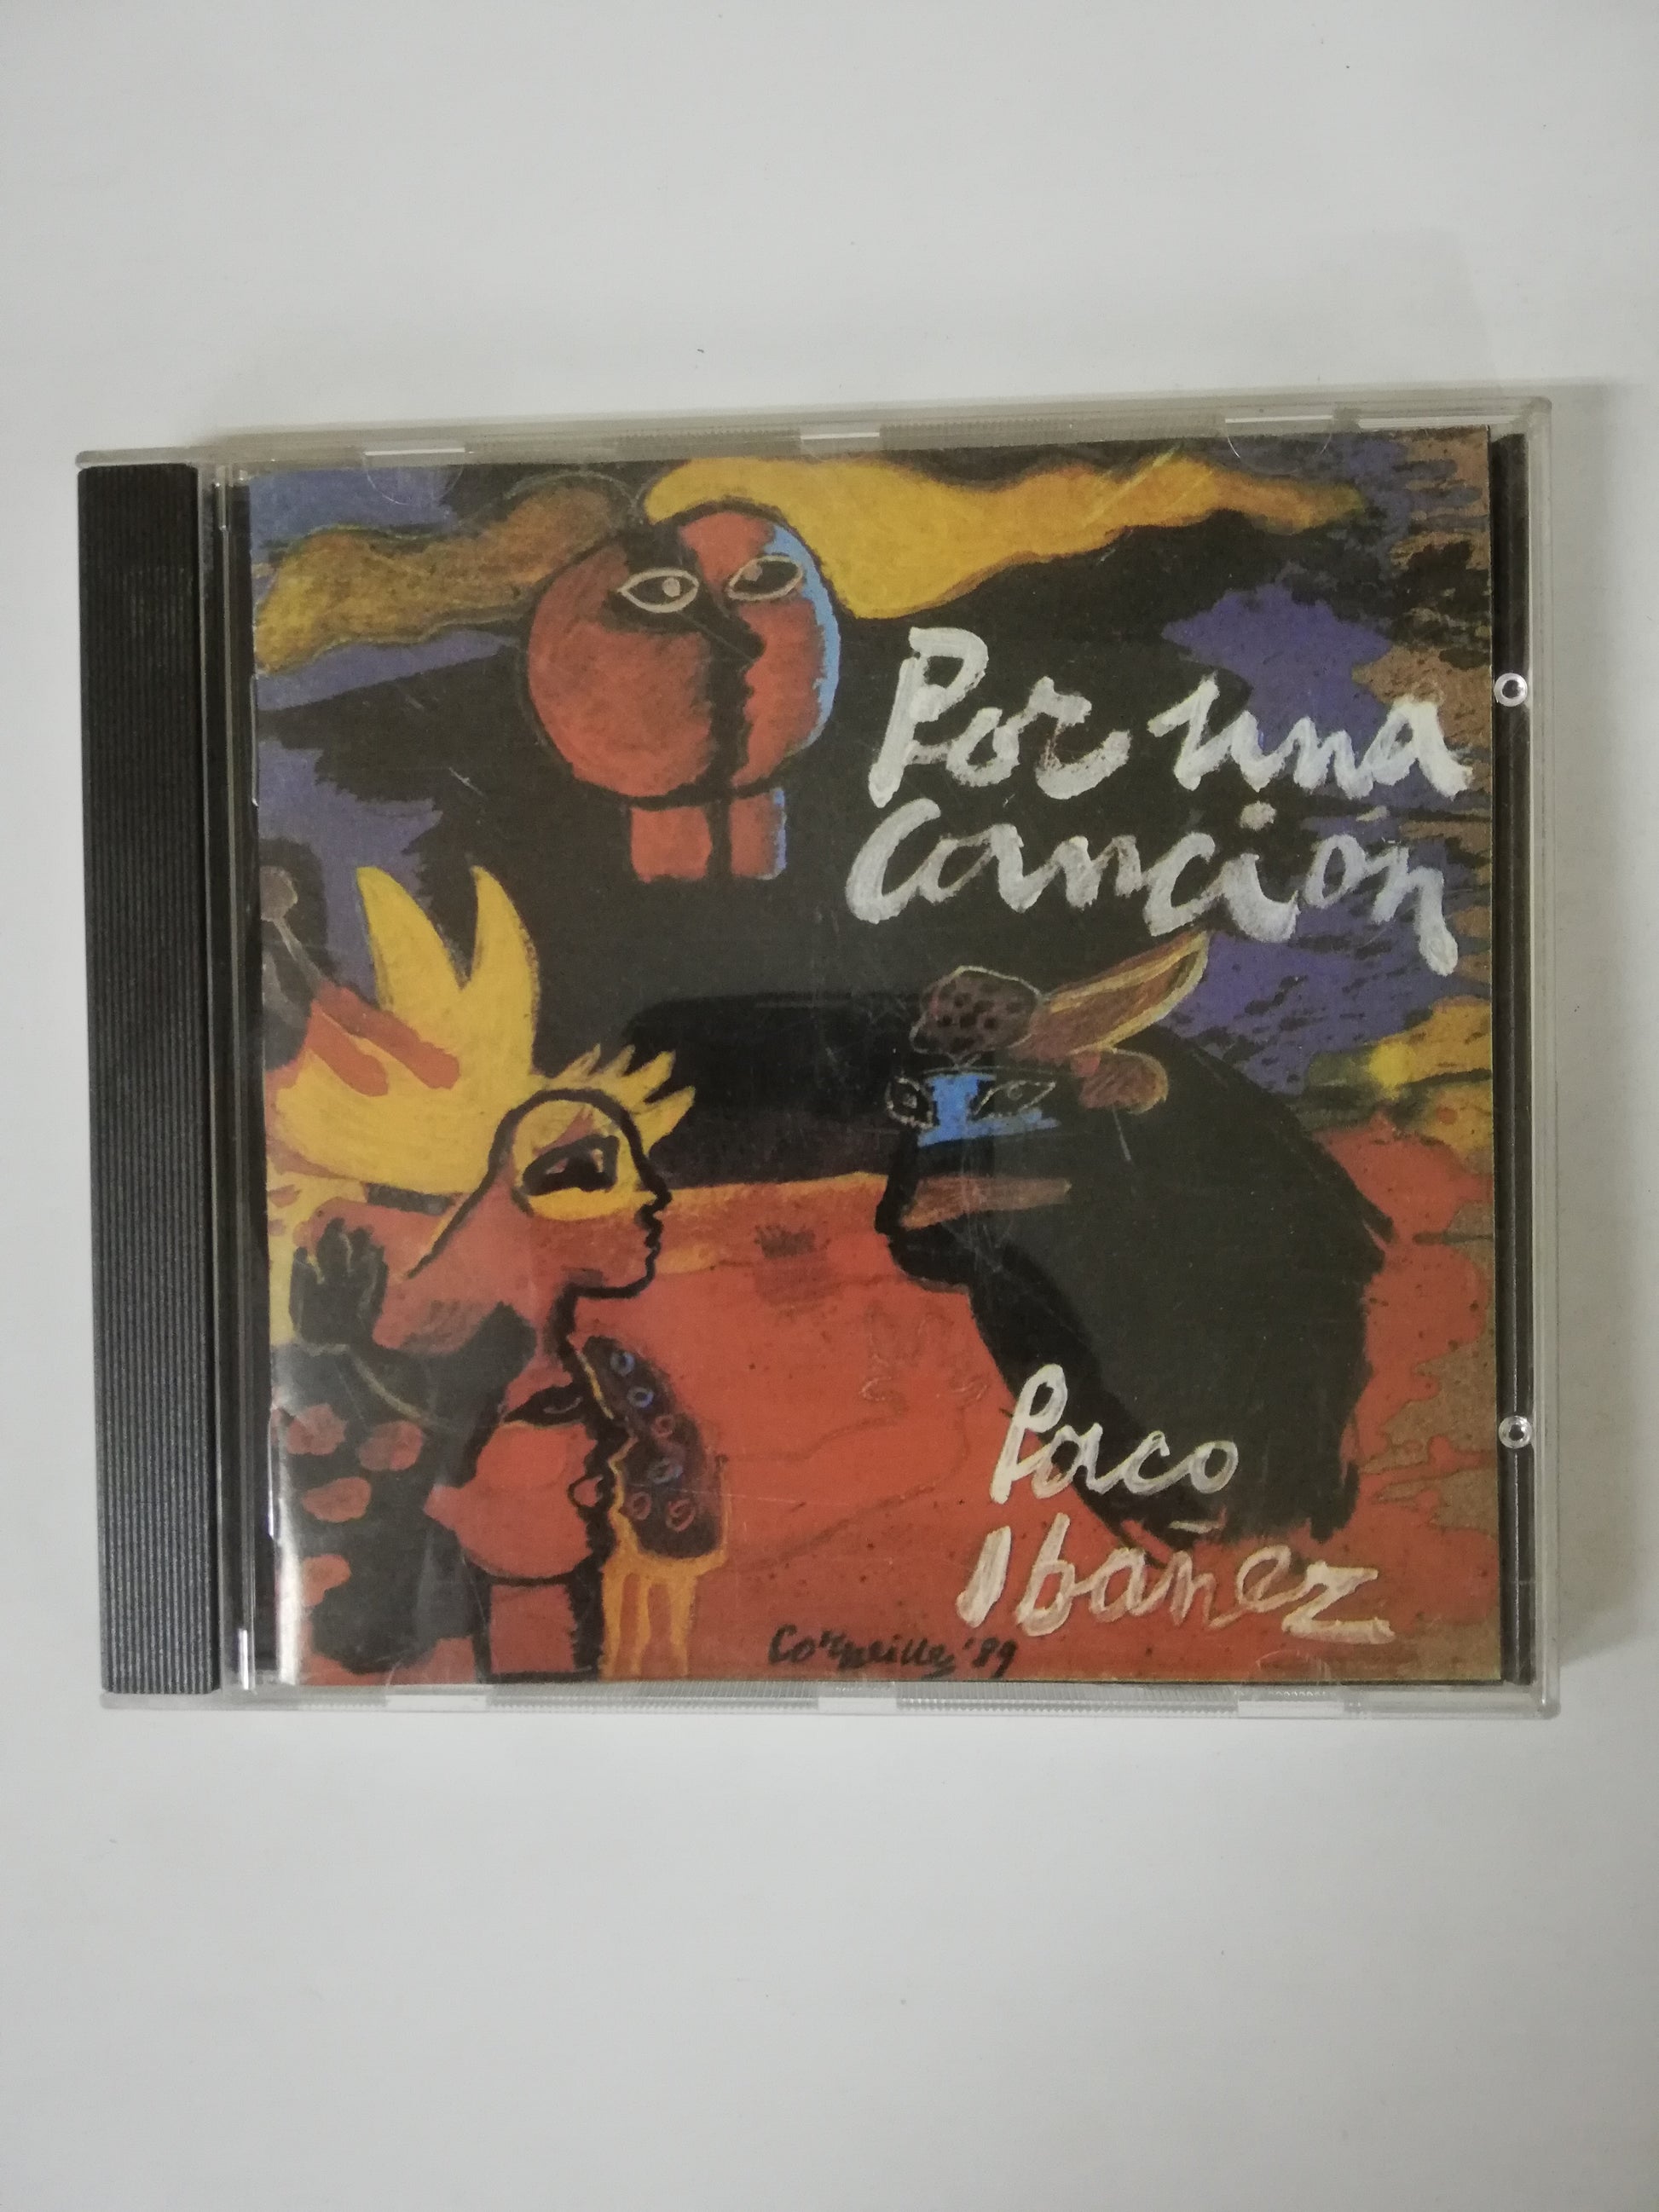 Por una
canción
Paco
Ibañez
Corneille '89